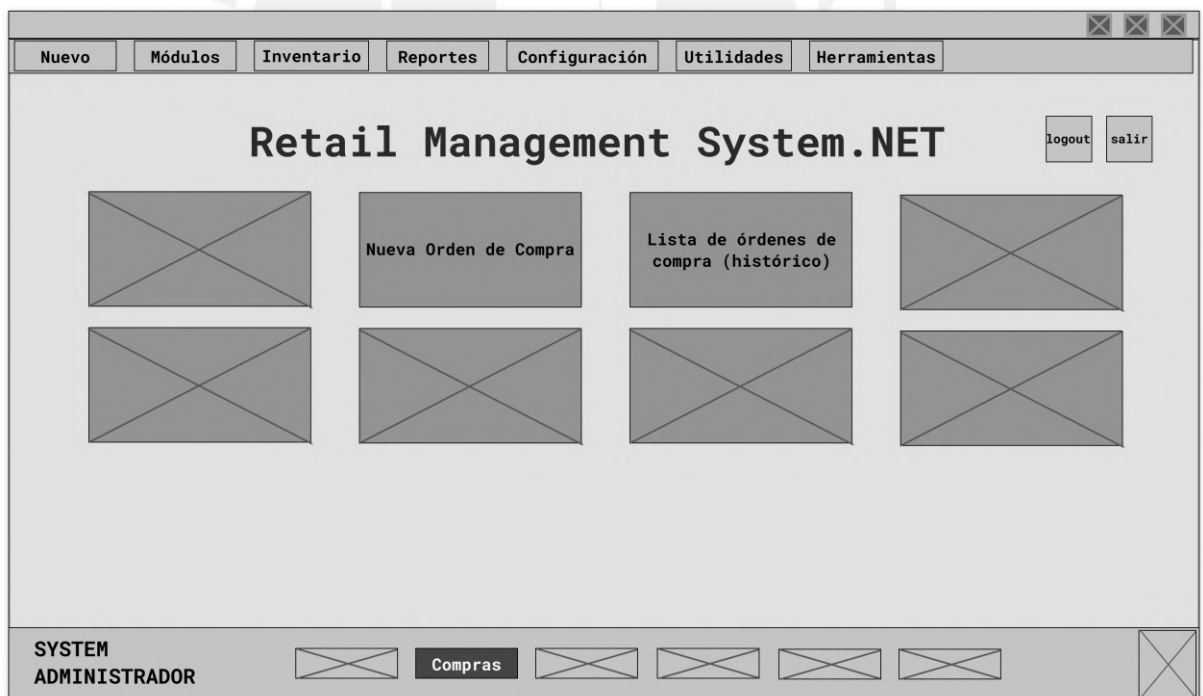 Nuevo
Módulos
Inventario
Reportes
Configuración
Utilidades
Herramientas
Retail Management System.NET
logout
salir
Nueva Orden de Compra
Lista de órdenes de
compra (histórico)
SYSTEM
ADMINISTRADOR
Compras